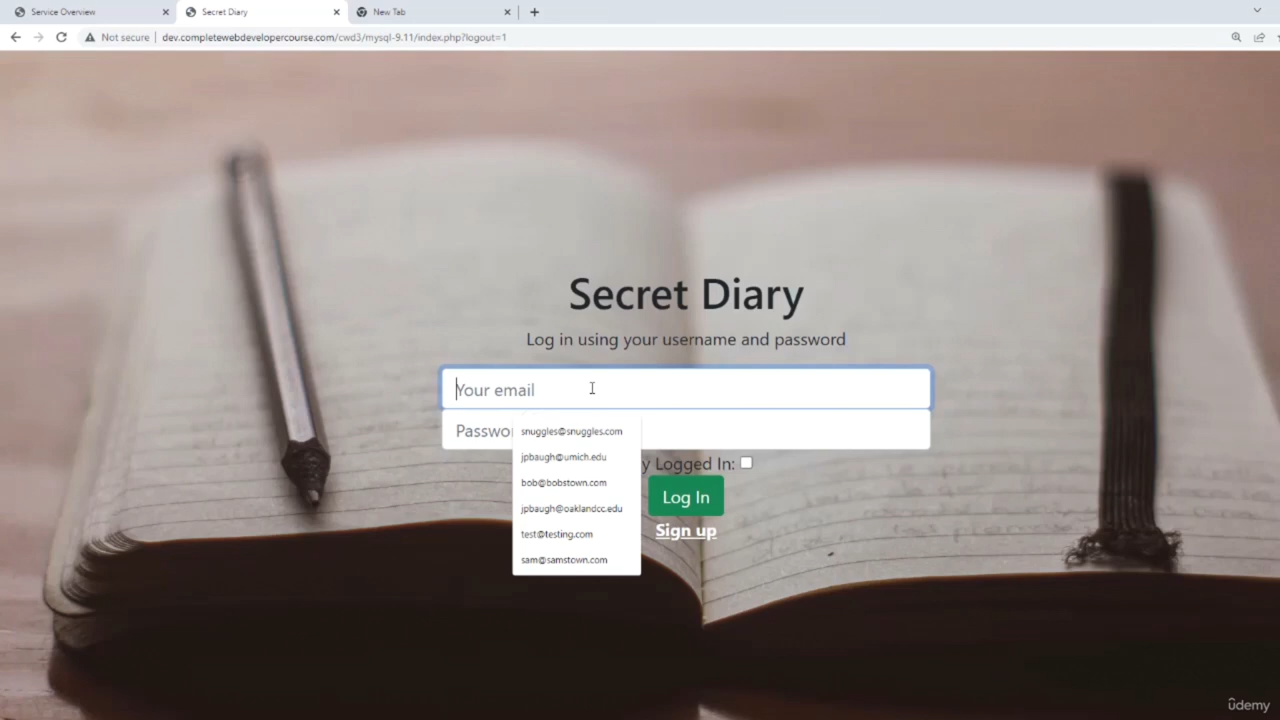 Service Overview
Secret Diary
New Tab
Not secure
dev.completewebdevelopercourse.com/cwd3/mysql-9.11/index.php?logout=1
Secret Diary
Log in using your username and password
Your email
Passwo
snuggles@snuggles.com
jpbaugh@umich.edu
bob@bobstown.com
jpbaugh@oaklandcc.edu
test@testing.com
sam@samstown.com
y Logged In:
Log In
Sign up
ûdemy